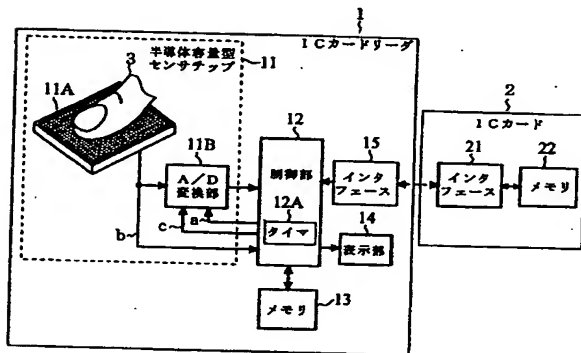 1
ICカードリーダ
半導体容量型
センサチップ
11
3
11A
2
ICカード
12
制御部
15
インタ
フェース
21
インタ
フェース
22
メモリ
11B
A/D
変換部
12A
タイマ
a
c
b
14
表示部
メモリ
13